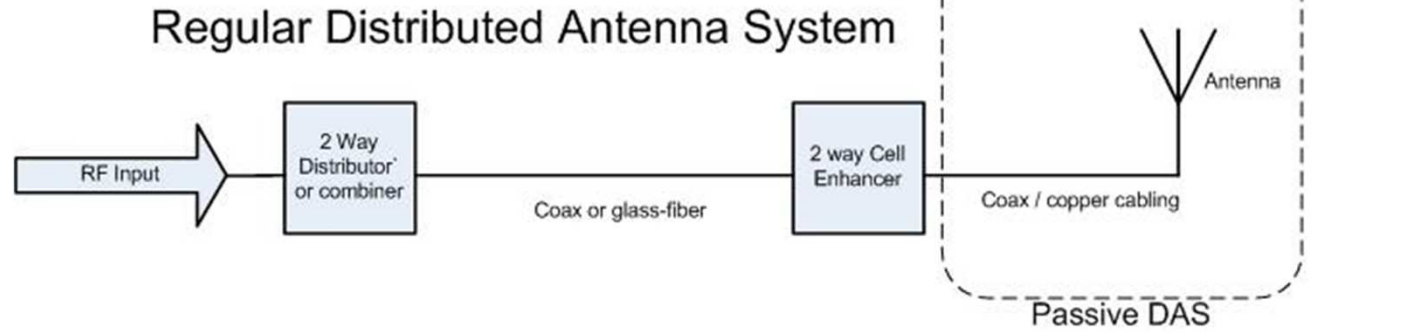 Regular Distributed Antenna System
Antenna
RF Input
2 Way
Distributor'
or combiner
Coax or glass-fiber
2 way Cell
Enhancer
Coax / copper cabling
Passive DAS